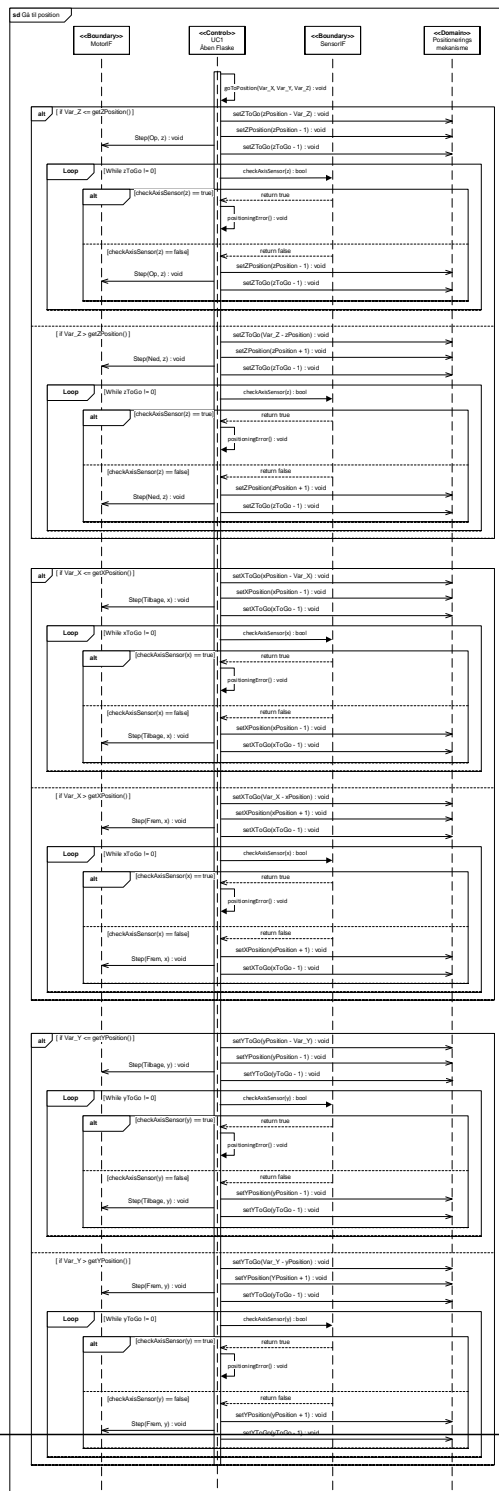 sd Gå til position
<<Boundary>>
MotorIF
<<Control>>
UC1
Åben Flaske
<<Boundary>>
SensorIF
<<Domain>>
Positionerings
mekanisme
goToPosition(Var_X, Var_Y, Var_Z) : void
alt
[ if Var_Z <= getZPosition() ]
setZToGo(zPosition - Var_Z) : void
setZPosition(zPosition - 1) : void
Step(Op, z) : void
setZToGo(zToGo - 1) : void
Loop
[While zToGo != 0]
checkAxisSensor(z) : bool
alt
[checkAxisSensor(z) == true]
return true
positioningError() : void
[checkAxisSensor(z) == false]
return false
setZPosition(zPosition - 1) : void
Step(Op, z) : void
setZToGo(zToGo - 1) : void
[ if Var_Z > getZPosition() ]
setZToGo(Var_Z - zPosition) : void
setZPosition(zPosition + 1) : void
Step(Ned, z) : void
setZToGo(zToGo - 1) : void
Loop
[While zToGo != 0]
checkAxisSensor(z) : bool
alt
[checkAxisSensor(z) == true]
return true
positioningError() : void
[checkAxisSensor(z) == false]
return false
setZPosition(zPosition + 1) : void
Step(Ned, z) : void
setZToGo(zToGo - 1) : void
alt
[ if Var_X <= getXPosition() ]
setXToGo(xPosition - Var_X) : void
setXPosition(xPosition - 1) : void
Step(Tilbage, x) : void
setXToGo(xToGo - 1) : void
Loop
[While xToGo != 0]
checkAxisSensor(x) : bool
alt
[checkAxisSensor(x) == true]
return true
positioningError() : void
[checkAxisSensor(x) == false]
return false
setXPosition(xPosition - 1) : void
Step(Tilbage, x) : void
setXToGo(xToGo - 1) : void
[ if Var_X > getXPosition() ]
setXToGo(Var_X - xPosition) : void
setXPosition(xPosition + 1) : void
Step(Frem, x) : void
setXToGo(xToGo - 1) : void
Loop
[While xToGo != 0]
checkAxisSensor(x) : bool
alt
[checkAxisSensor(x) == true]
return true
positioningError() : void
[checkAxisSensor(x) == false]
return false
setXPosition(xPosition + 1) : void
Step(Frem, x) : void
setXToGo(xToGo - 1) : void
alt
[ if Var_Y <= getYPosition() ]
setYToGo(yPosition - Var_Y) : void
setYPosition(yPosition - 1) : void
Step(Tilbage, y) : void
setYToGo(yToGo - 1) : void
Loop
[While yToGo != 0]
checkAxisSensor(y) : bool
alt
[checkAxisSensor(y) == true]
return true
positioningError() : void
[checkAxisSensor(y) == false]
return false
setYPosition(yPosition - 1) : void
Step(Tilbage, y) : void
setYToGo(yToGo - 1) : void
[ if Var_Y > getYPosition() ]
setYToGo(Var_Y - yPosition) : void
setYPosition(YPosition + 1) : void
Step(Frem, y) : void
setYToGo(yToGo - 1) : void
Loop
[While yToGo != 0]
checkAxisSensor(y) : bool
alt
[checkAxisSensor(y) == true]
return true
positioningError() : void
[checkAxisSensor(y) == false]
return false
setYPosition(yPosition + 1) : void
Step(Frem, y) : void
setYToGo(yToGo - 1) : void